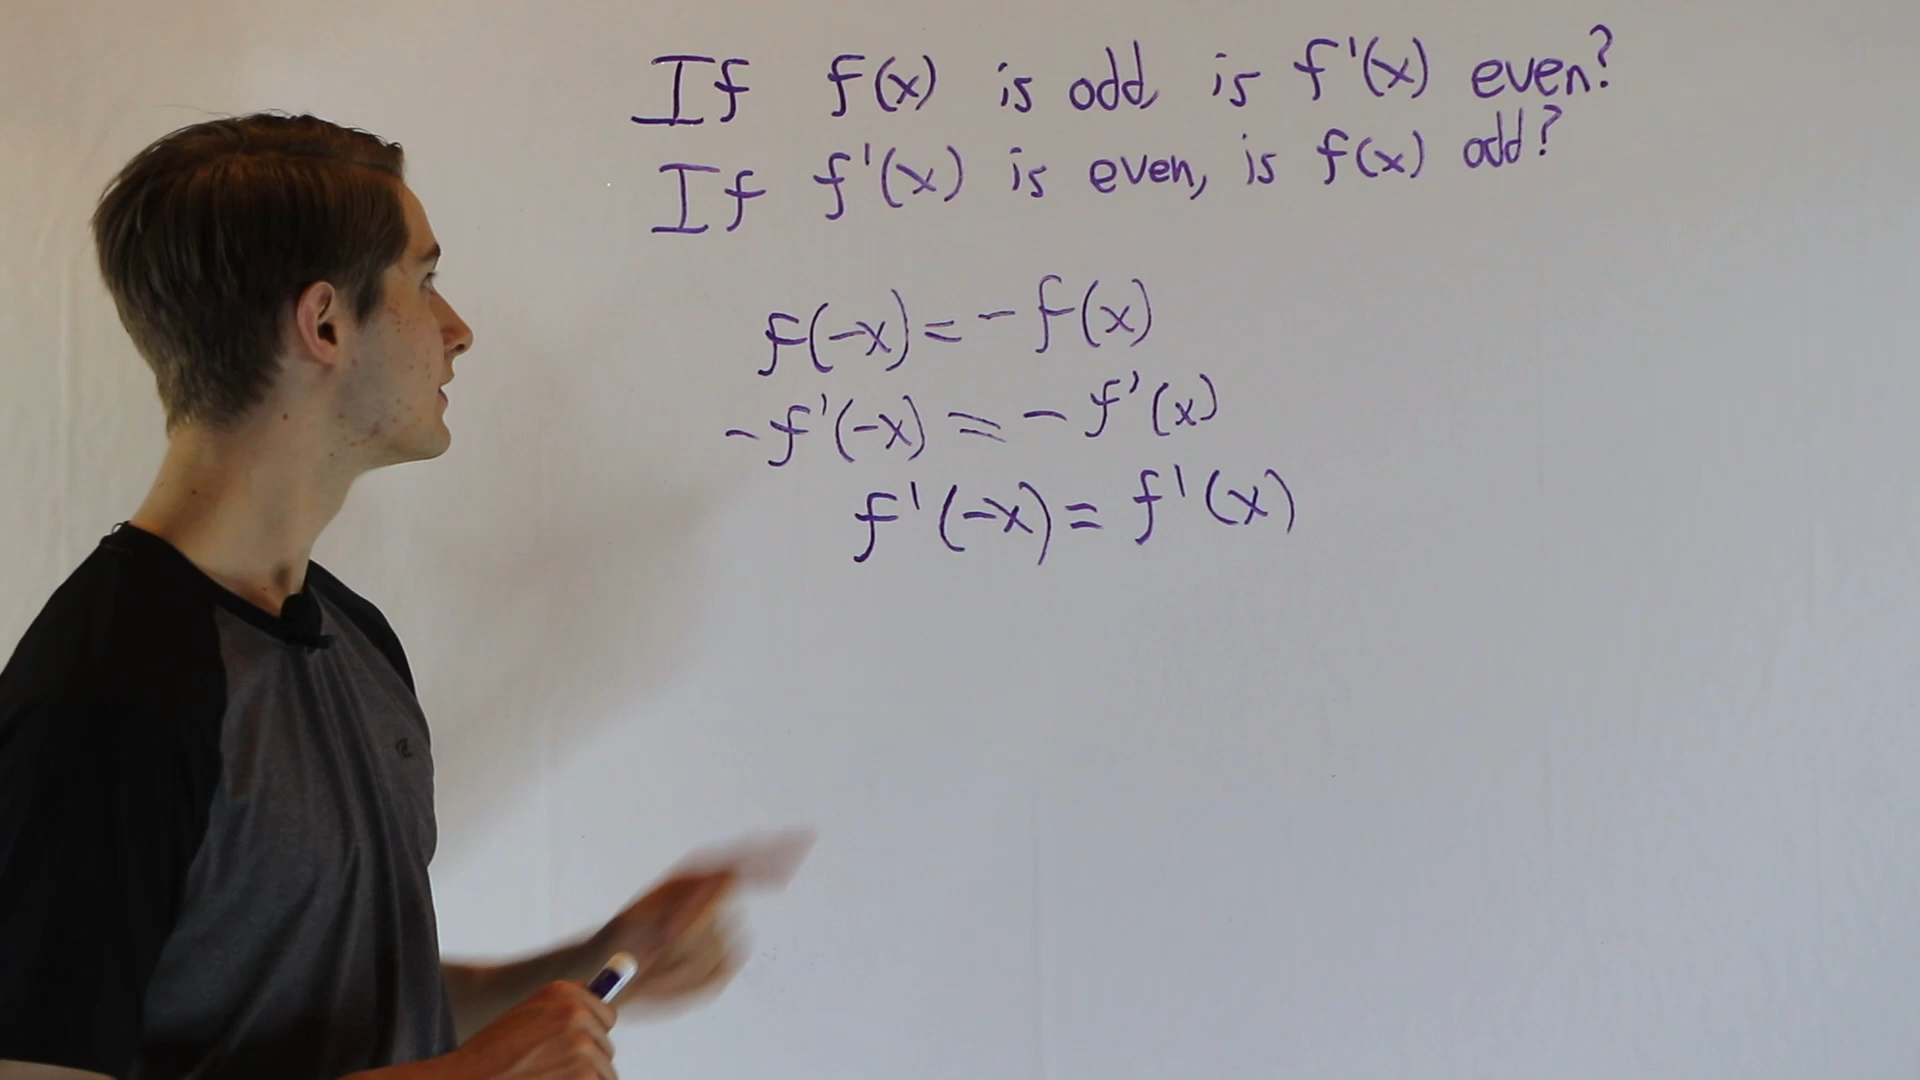 If f(x) is odd, is f'(x) even?
If f'(x) is even, is f(x) odd?
f(-x) = -f(x)
-f'(-x) = -f'(x)
f'(-x) = f'(x)